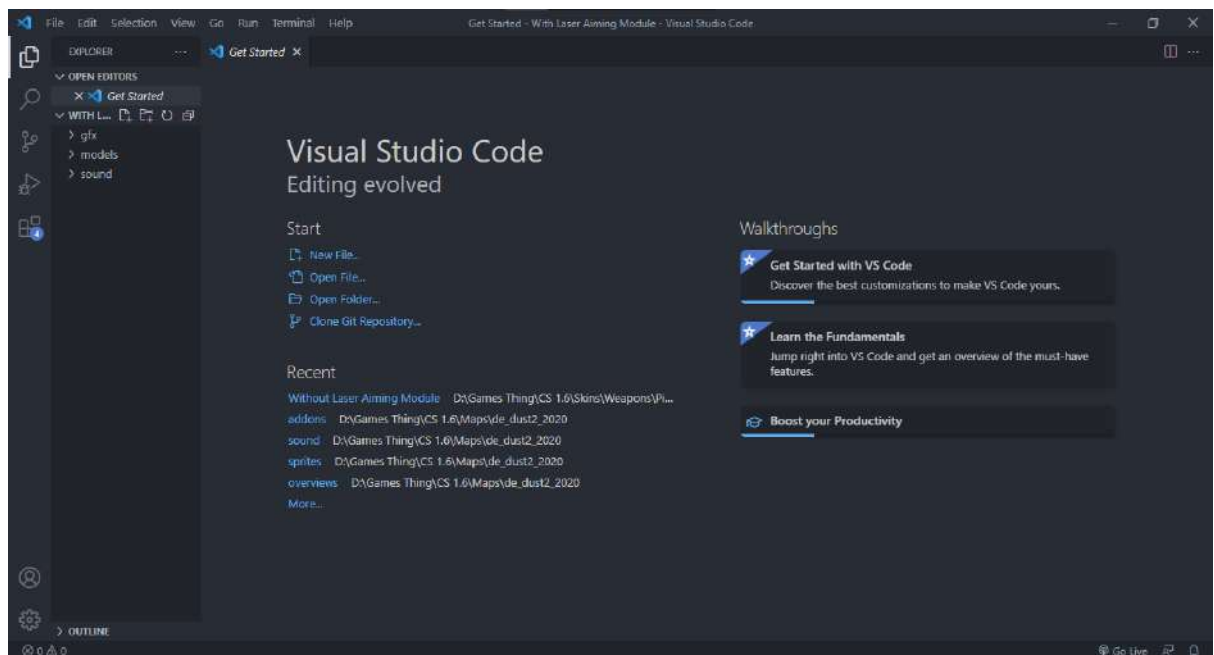 File Edit Selection View Go Run Terminal Help
Get Started - With Laser Aiming Module - Visual Studio Code
EXPLORER
Get Started
OPEN EDITORS
Get Started
WITH L...
gfx
models
sound
4
OUTLINE
Visual Studio Code
Editing evolved
Start
New File...
Open File...
Open Folder...
Clone Git Repository...
Recent
Without Laser Aiming Module D:\Games Thing\CS 1.6\Skins\Weapons\Pi...
addons D:\Games Thing\CS 1.6\Maps\de_dust2_2020
sound D:\Games Thing\CS 1.6\Maps\de_dust2_2020
sprites D:\Games Thing\CS 1.6\Maps\de_dust2_2020
overviews D:\Games Thing\CS 1.6\Maps\de_dust2_2020
More...
Walkthroughs
Get Started with VS Code
Discover the best customizations to make VS Code yours.
Learn the Fundamentals
Jump right into VS Code and get an overview of the must-have
features.
Boost your Productivity
0 0
Go Live